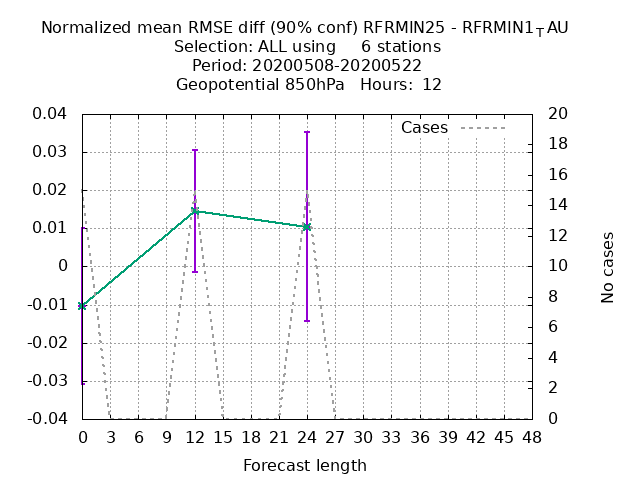 Normalized mean RMSE diff (90% conf) RFRMIN25 - RFRMIN1_TAU
Selection: ALL using 6 stations
Period: 20200508-20200522
Geopotential 850hPa Hours: 12
Cases
0.04
0.03
0.02
0.01
0
-0.01
-0.02
-0.03
-0.04
20
18
16
14
12
10
8
6
4
2
0
No cases
0 3 6 9 12 15 18 21 24 27 30 33 36 39 42 45 48
Forecast length